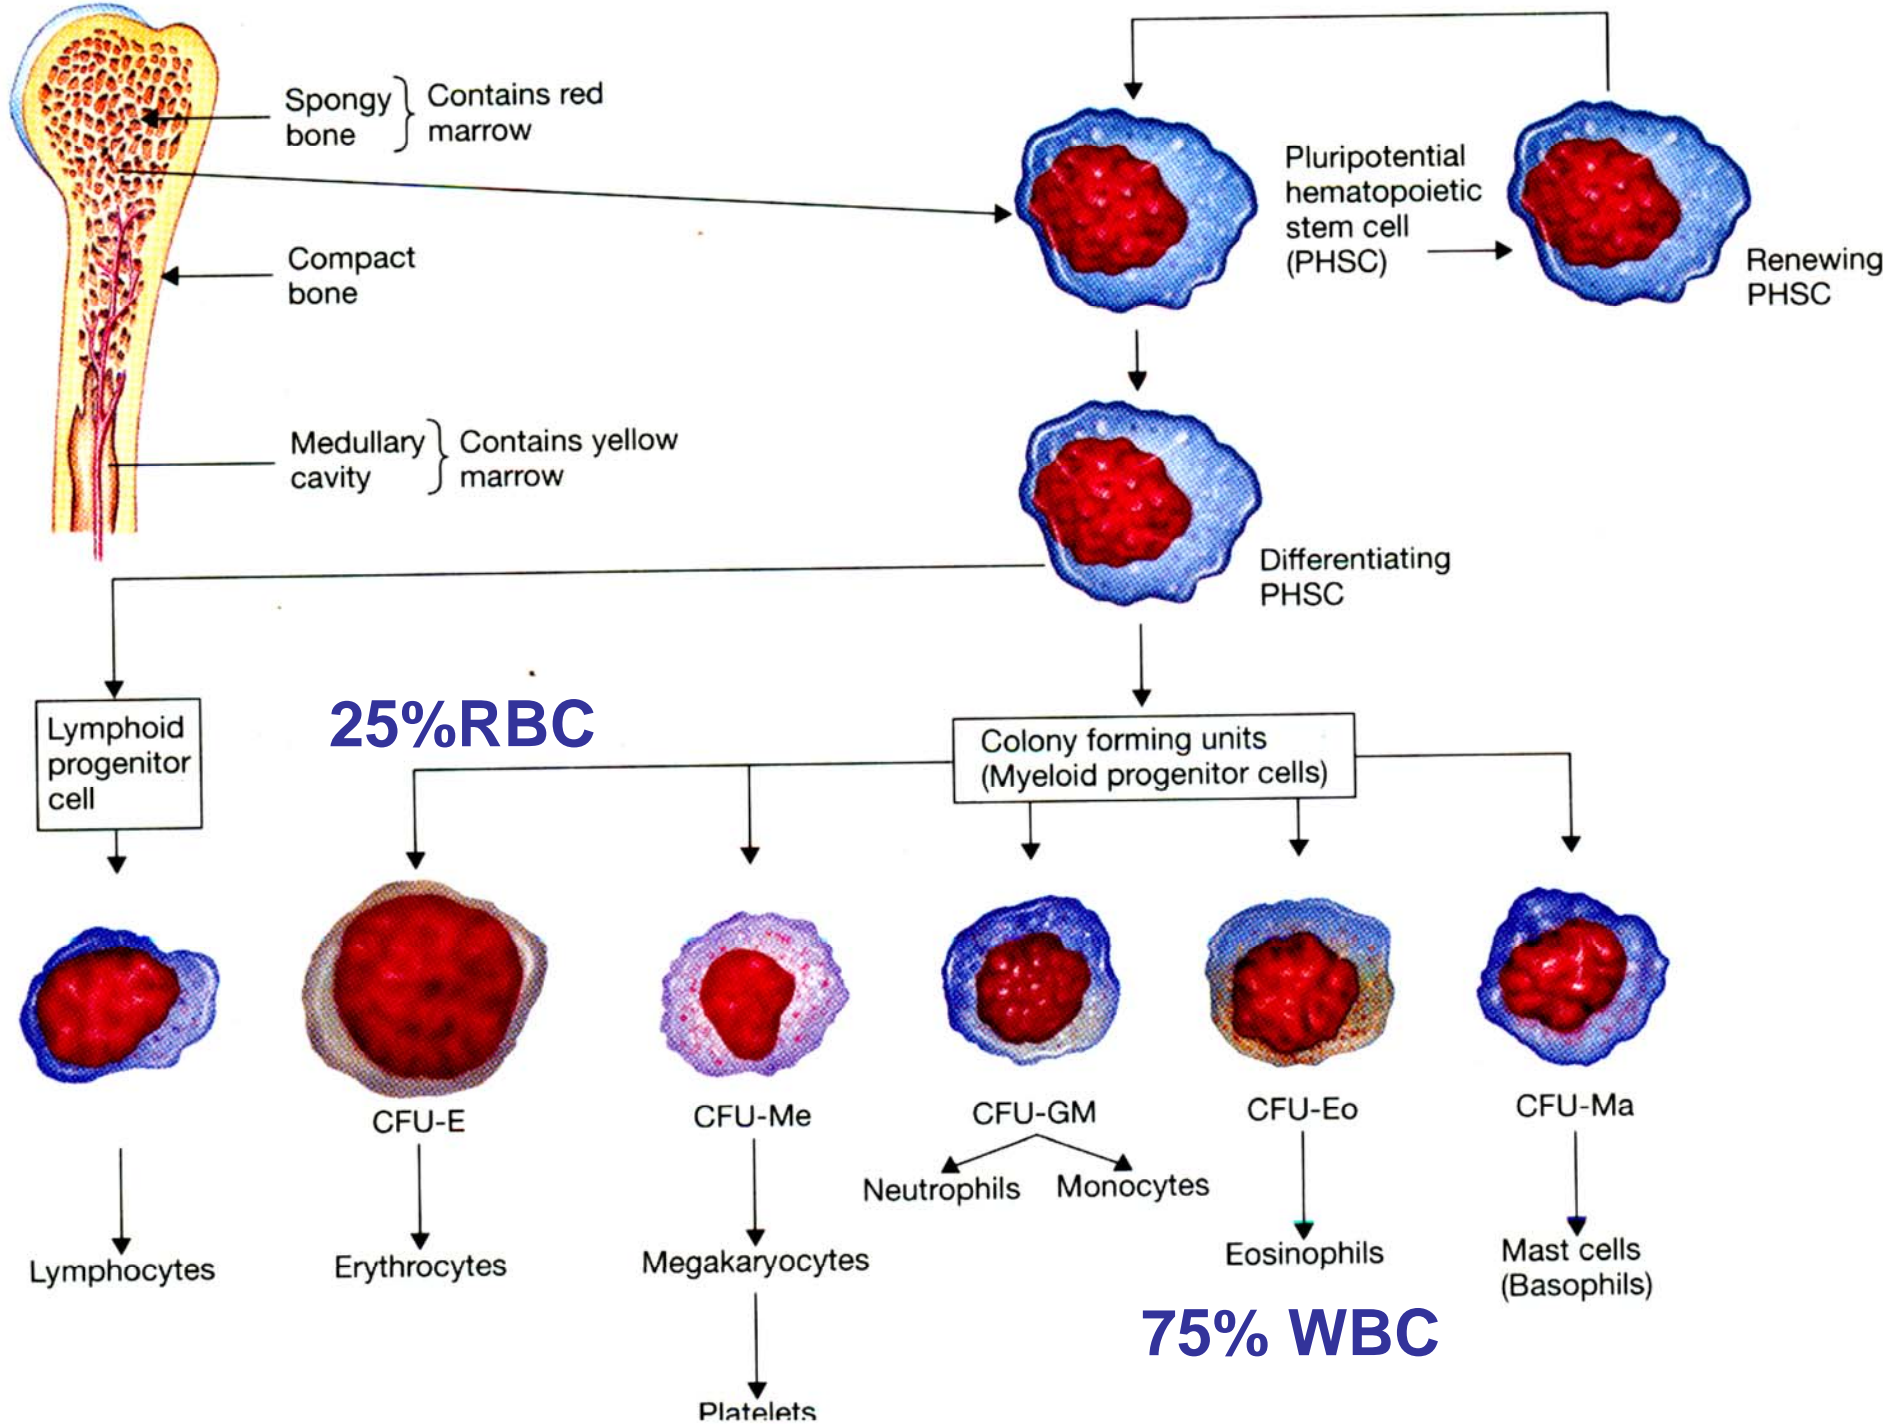 Spongy
bone
Contains red
marrow
Compact
bone
Medullary
cavity
Contains yellow
marrow
Pluripotential
hematopoietic
stem cell
(PHSC)
Renewing
PHSC
Differentiating
PHSC
Lymphoid
progenitor
cell
25%RBC
Colony forming units
(Myeloid progenitor cells)
CFU-E
CFU-Me
CFU-GM
CFU-Eo
CFU-Ma
Neutrophils
Monocytes
Lymphocytes
Erythrocytes
Megakaryocytes
Eosinophils
Mast cells
(Basophils)
75% WBC
Platelets